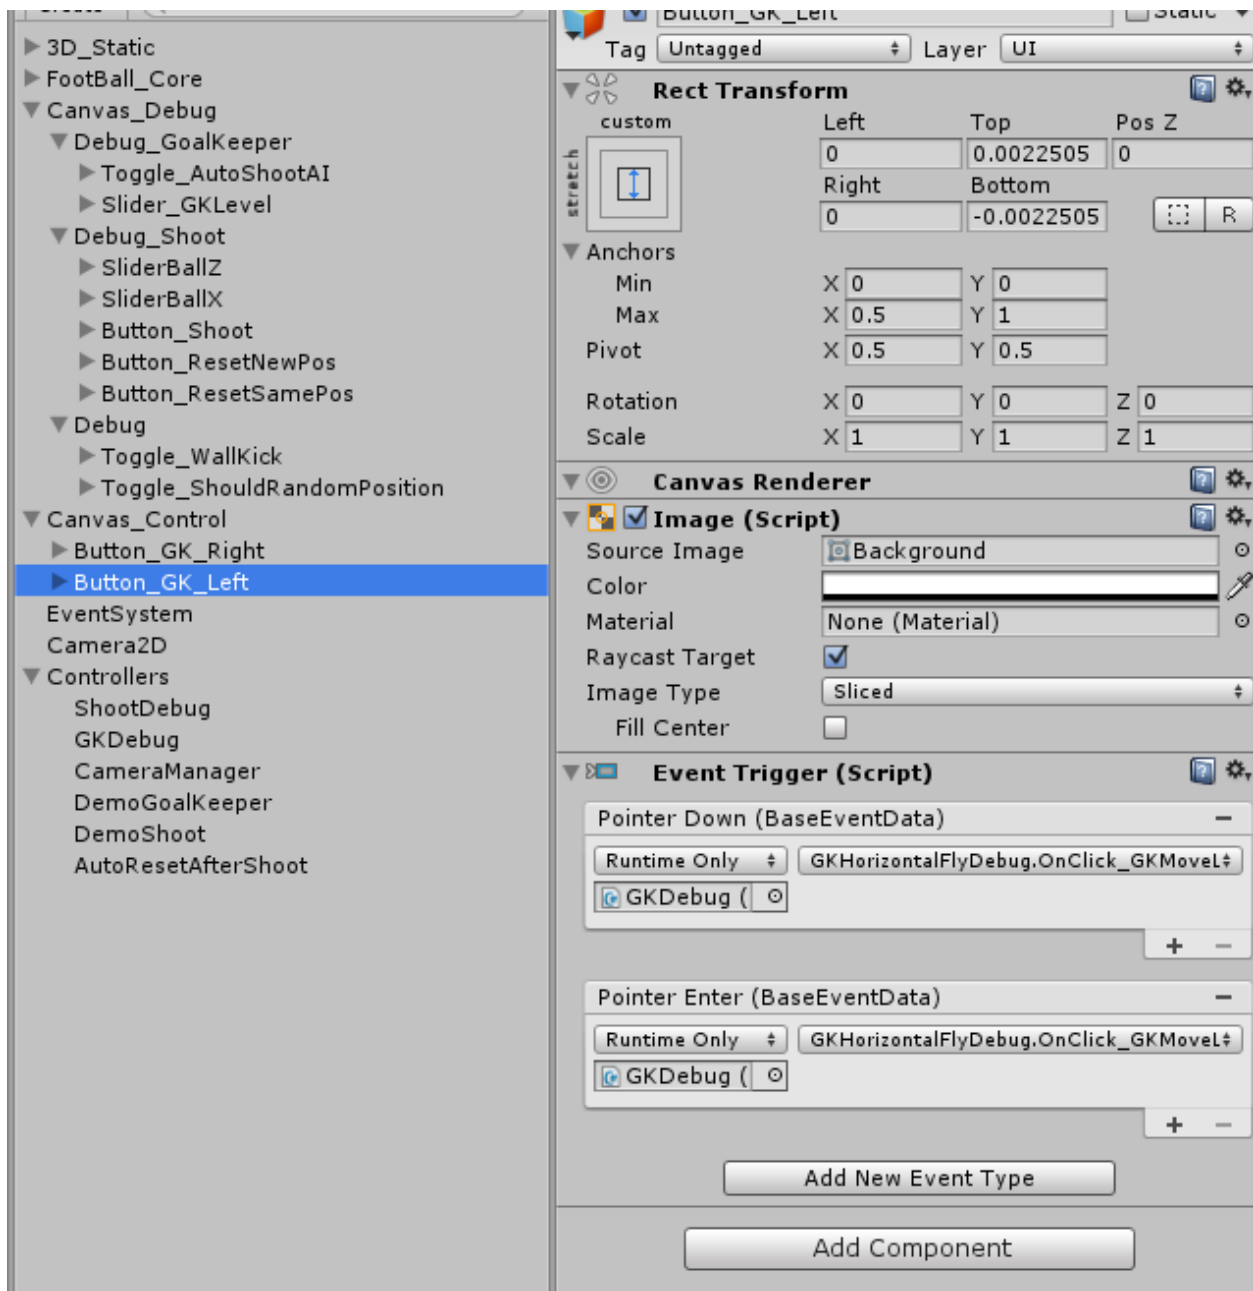 Create
3D_Static
FootBall_Core
Canvas_Debug
Debug_GoalKeeper
Toggle_AutoShootAI
Slider_GKLevel
Debug_Shoot
SliderBallZ
SliderBallX
Button_Shoot
Button_ResetNewPos
Button_ResetSamePos
Debug
Toggle_WallKick
Toggle_ShouldRandomPosition
Canvas_Control
Button_GK_Right
Button_GK_Left
EventSystem
Camera2D
Controllers
ShootDebug
GKDebug
CameraManager
DemoGoalKeeper
DemoShoot
AutoResetAfterShoot
Button_GK_Left Static
Tag Untagged Layer UI
Rect Transform
custom Left Top Pos Z
stretch
0 0.0022505 0
Right Bottom
0 -0.0022505 R
Anchors
Min X 0 Y 0
Max X 0.5 Y 1
Pivot X 0.5 Y 0.5
Rotation X 0 Y 0 Z 0
Scale X 1 Y 1 Z 1
Canvas Renderer
Image (Script)
Source Image Background
Color
Material None (Material)
Raycast Target
Image Type Sliced
Fill Center
Event Trigger (Script)
Pointer Down (BaseEventData)
Runtime Only GKHorizontalFlyDebug.OnClick_GKMoveL
GKDebug (
Pointer Enter (BaseEventData)
Runtime Only GKHorizontalFlyDebug.OnClick_GKMoveL
GKDebug (
Add New Event Type
Add Component